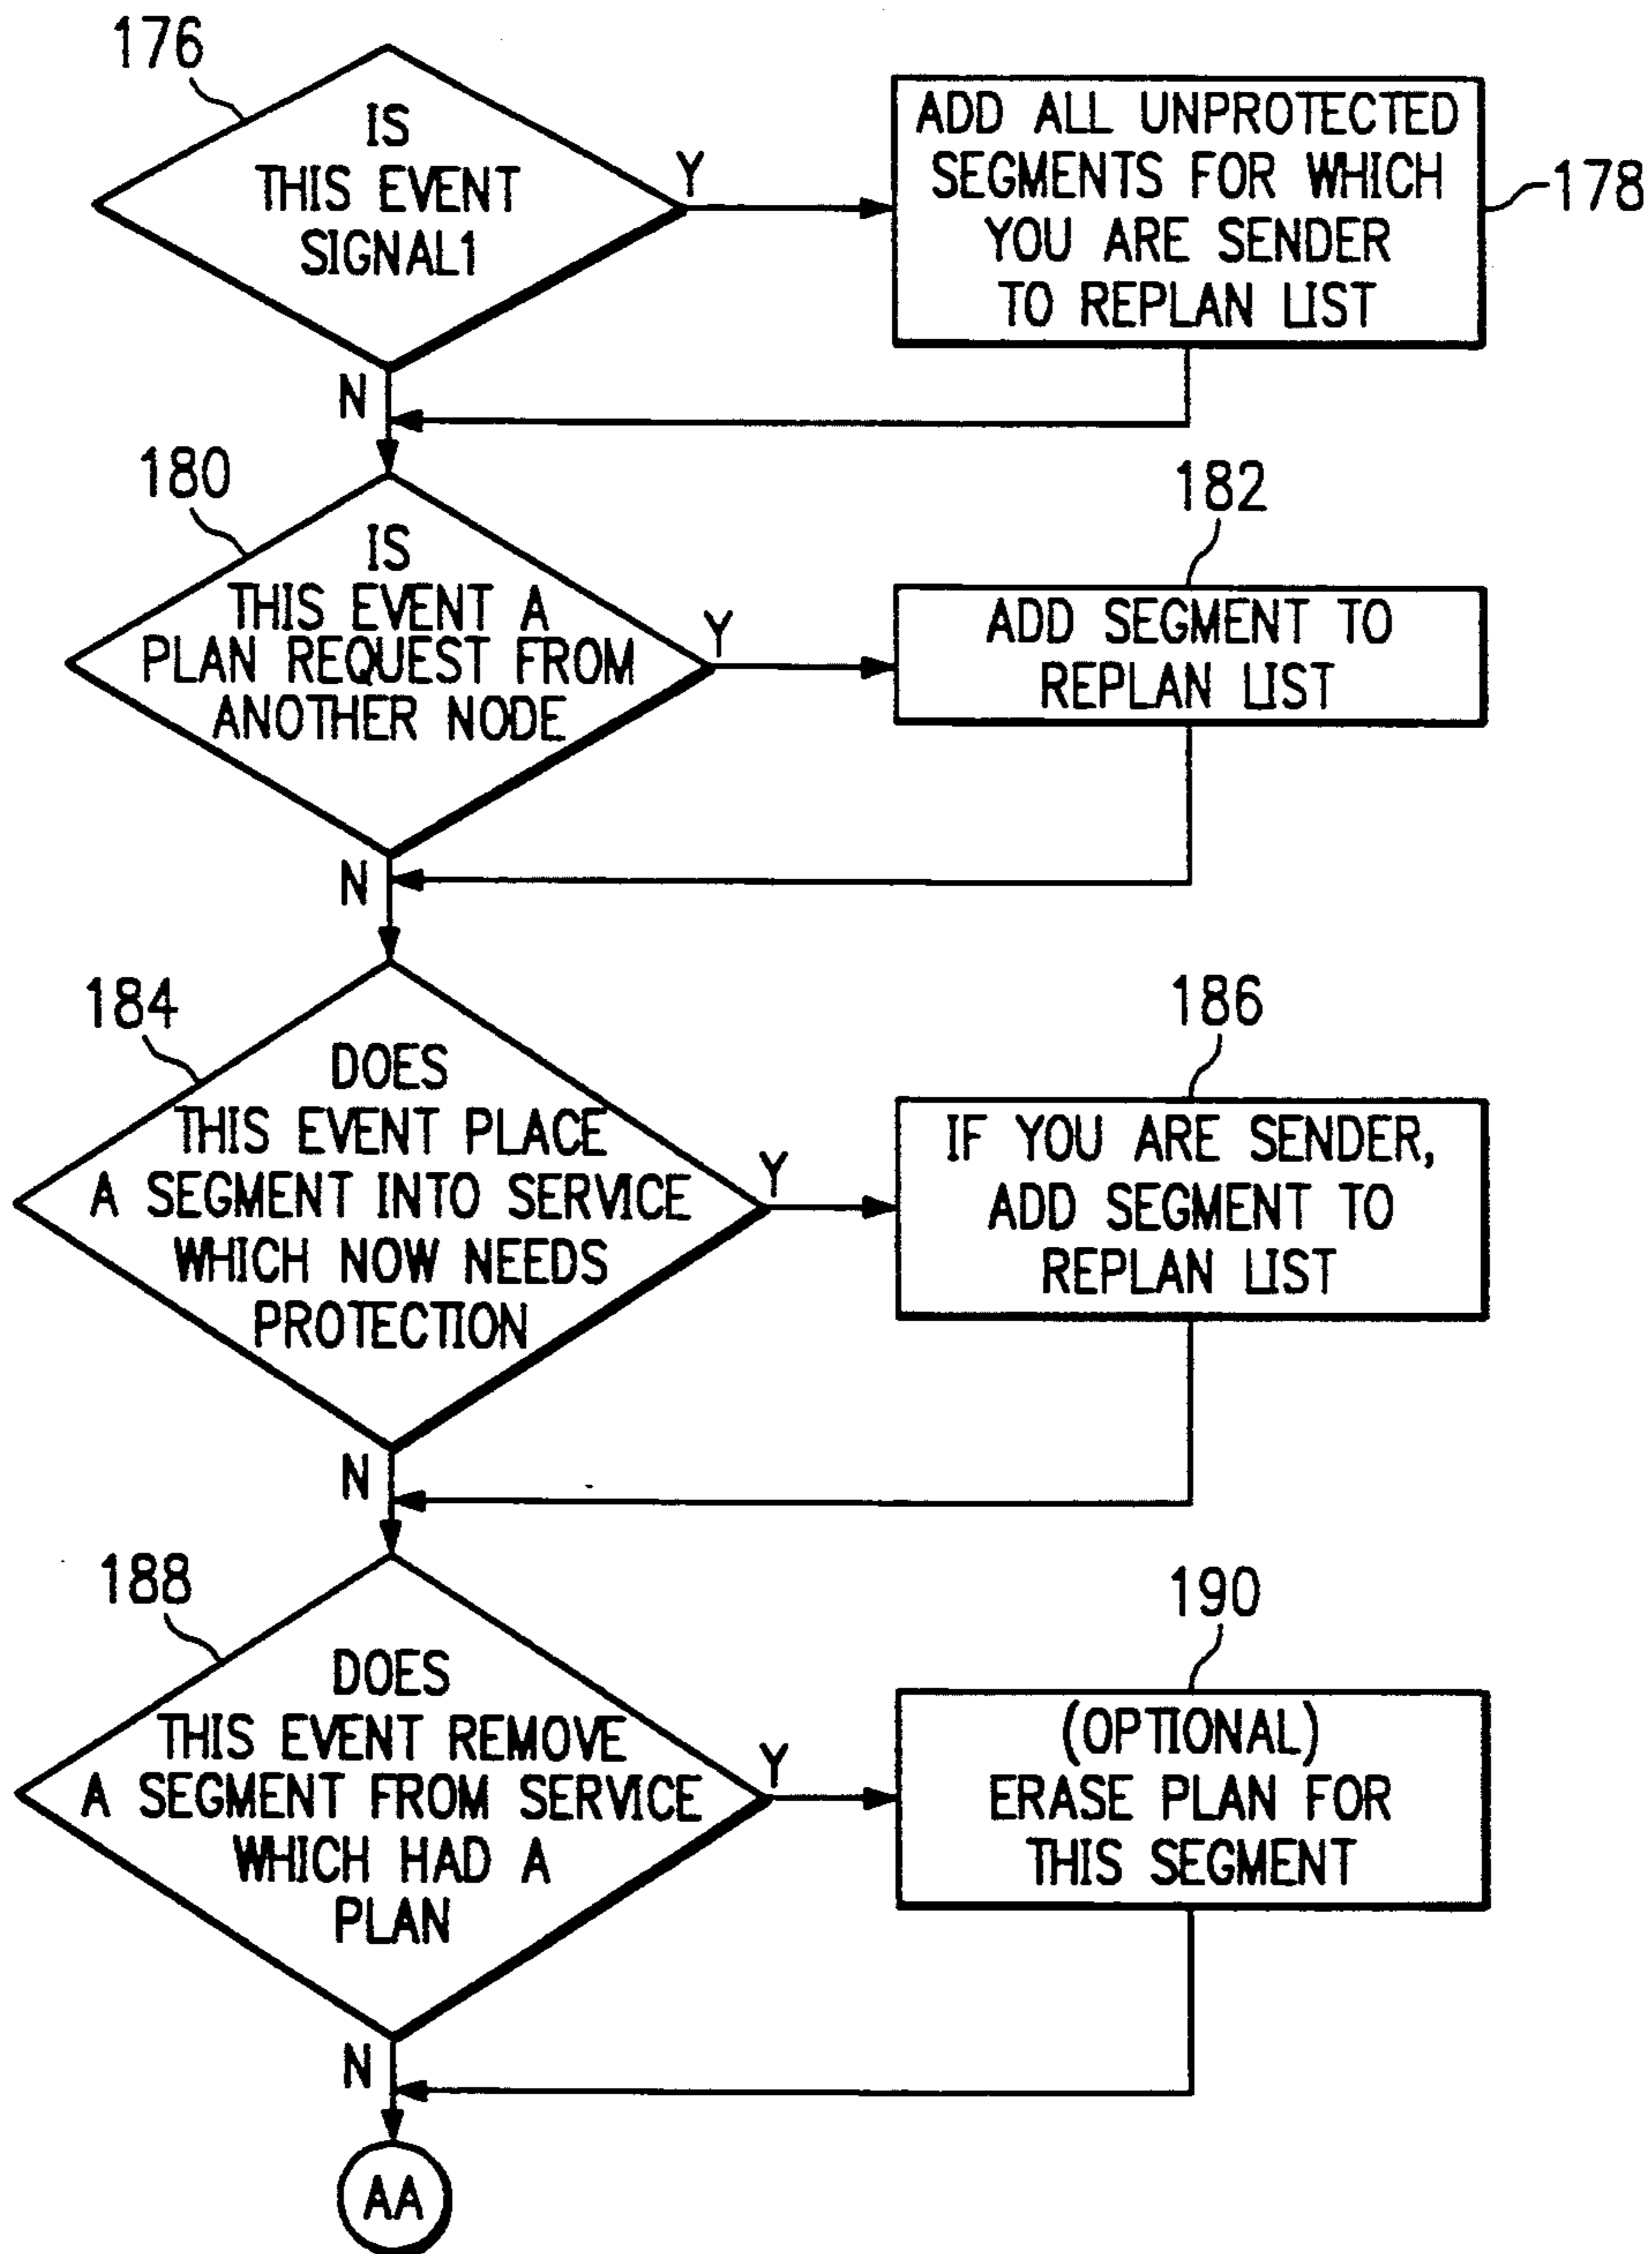 176
IS
THIS EVENT
SIGNAL1
Y
ADD ALL UNPROTECTED
SEGMENTS FOR WHICH
YOU ARE SENDER
TO REPLAN LIST
178
N
180
IS
THIS EVENT A
PLAN REQUEST FROM
ANOTHER NODE
Y
182
ADD SEGMENT TO
REPLAN LIST
N
184
DOES
THIS EVENT PLACE
A SEGMENT INTO SERVICE
WHICH NOW NEEDS
PROTECTION
Y
186
IF YOU ARE SENDER,
ADD SEGMENT TO
REPLAN LIST
N
188
DOES
THIS EVENT REMOVE
A SEGMENT FROM SERVICE
WHICH HAD A
PLAN
Y
190
(OPTIONAL)
ERASE PLAN FOR
THIS SEGMENT
N
AA